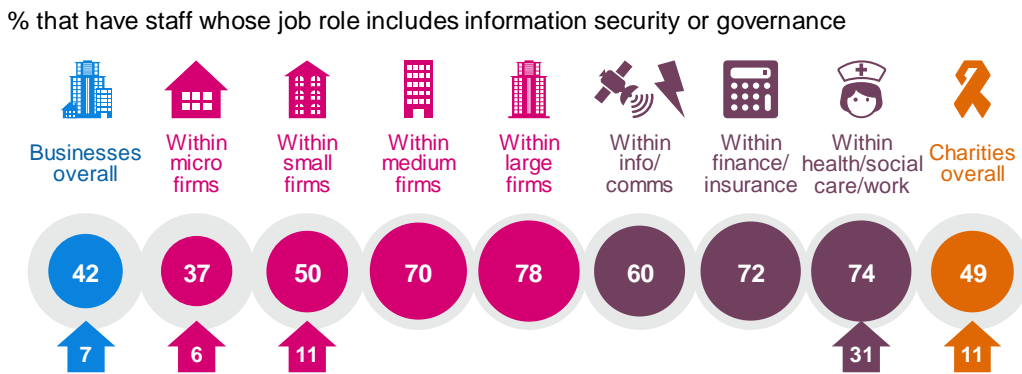 % that have staff whose job role includes information security or governance
Businesses
overall
Within
micro
firms
Within
small
firms
Within
medium
firms
Within
large
firms
Within
info/
comms
Within
finance/
insurance
Within
health/social
care/work
Charities
overall
42
37
50
70
78
60
72
74
49
7
6
11
31
11